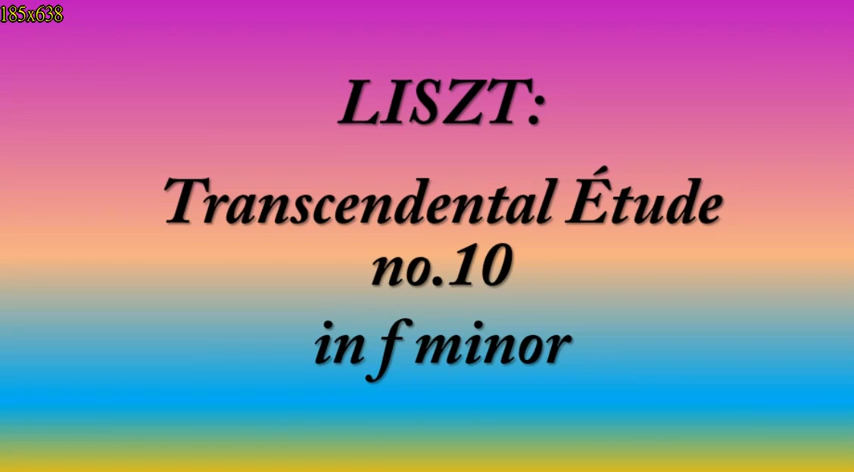 185x638
LISZT:
Transcendental Étude
no.10
in f minor